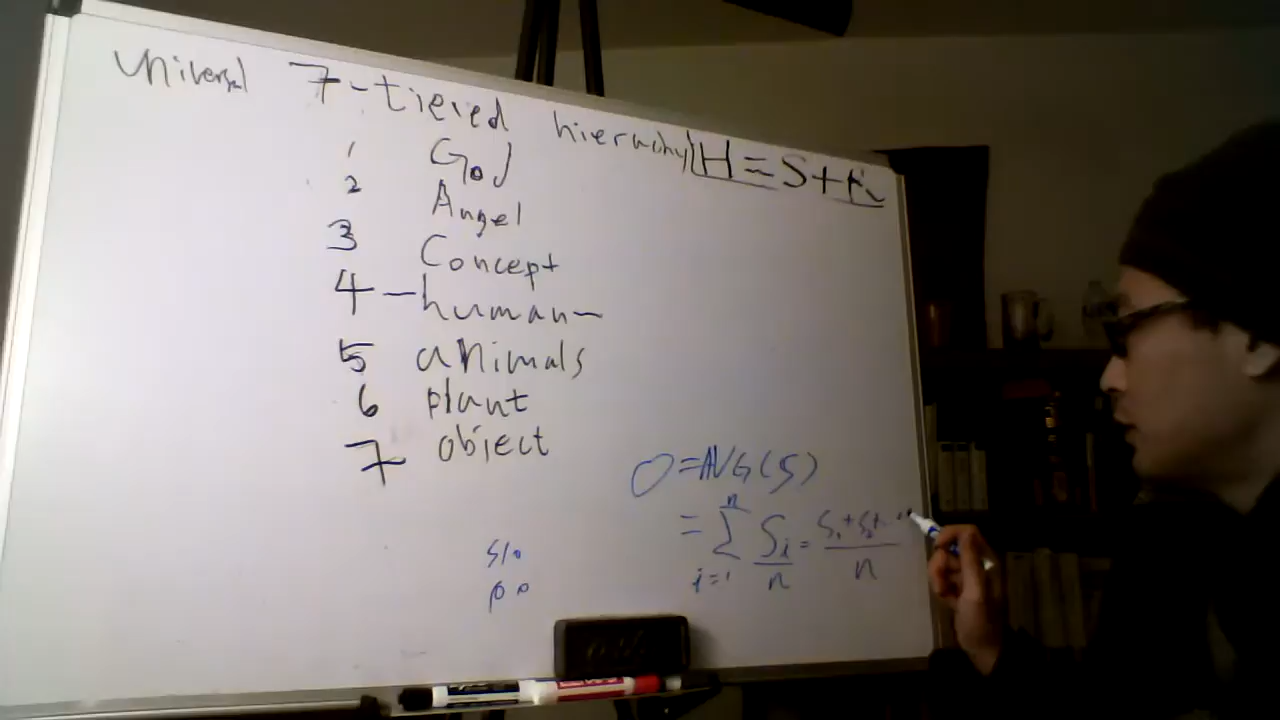 Universal 7-tiered hierarchy H = S + R
1 God
2 Angel
3 Concept
4 - human -
5 animals
6 plant
7 object
O = AVG(S)
= n∑i=1 Si/n = S1+S2+.../n